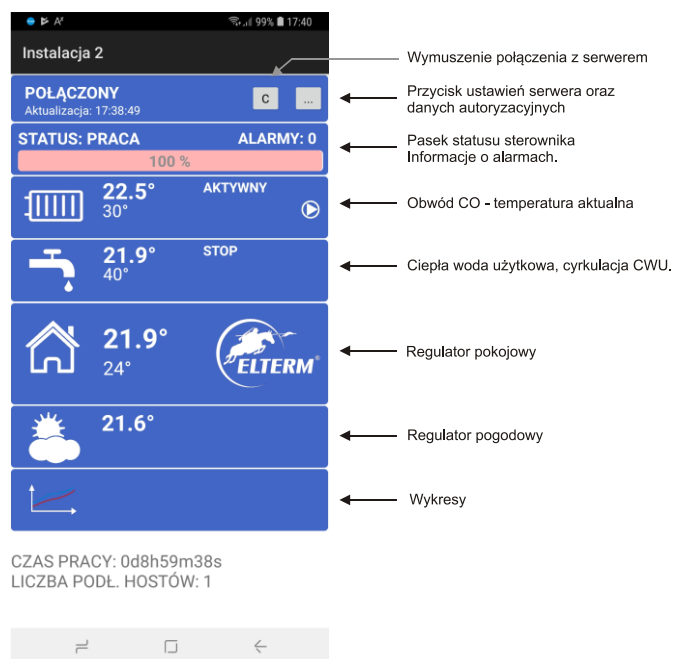 99% 17:40
Instalacja 2
Wymuszenie połączenia z serwerem
POŁĄCZONY
Aktualizacja: 17:38:49
C
...
Przycisk ustawień serwera oraz
danych autoryzacyjnych
STATUS: PRACA
ALARMY: 0
100 %
Pasek statusu sterownika
Informacje o alarmach.
22.5°
30°
AKTYWNY
Obwód CO - temperatura aktualna
21.9°
40°
STOP
Ciepła woda użytkowa, cyrkulacja CWU.
21.9°
24°
ELTERM®
Regulator pokojowy
21.6°
Regulator pogodowy
Wykresy
CZAS PRACY: 0d8h59m38s
LICZBA PODŁ. HOSTÓW: 1